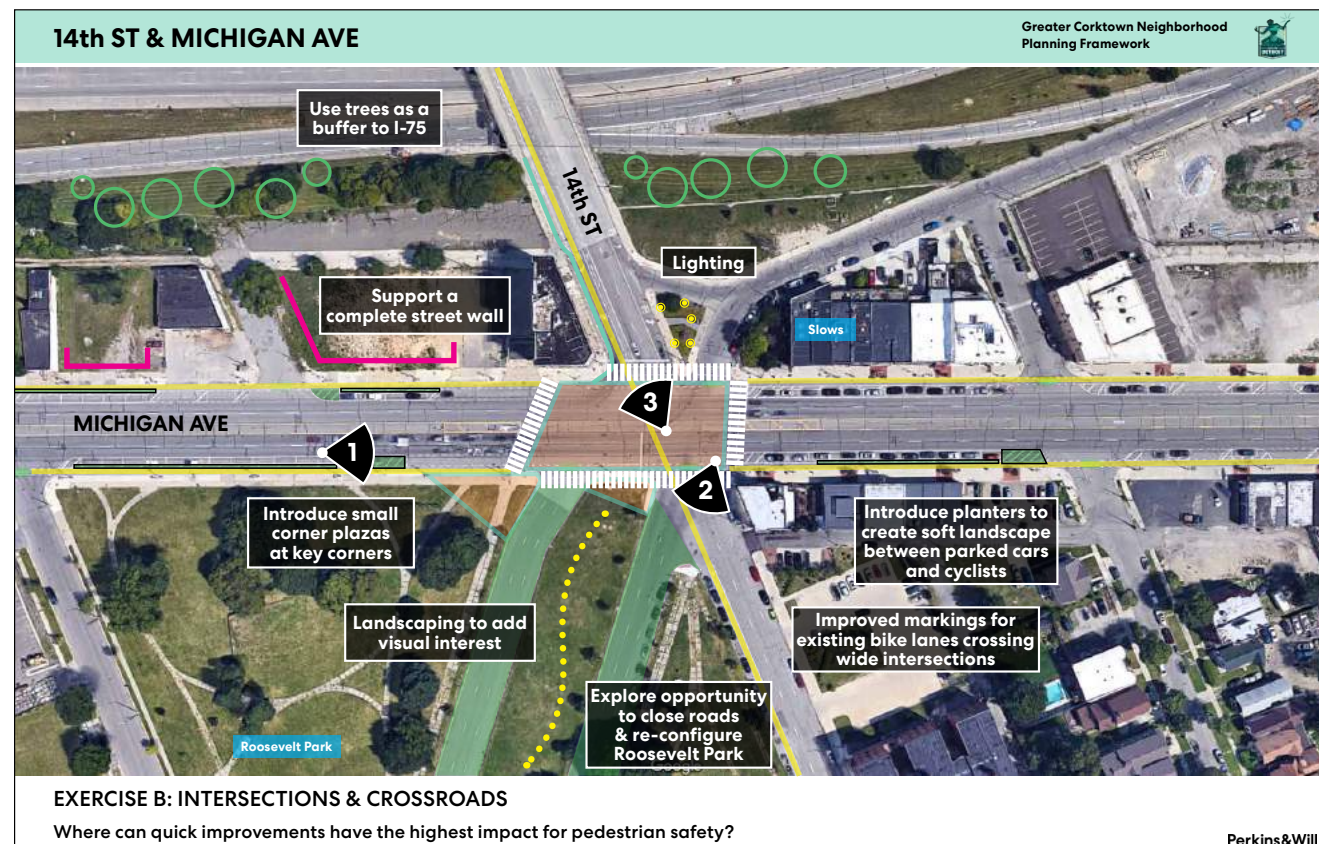 14th ST & MICHIGAN AVE
Greater Corktown Neighborhood
Planning Framework
DETROIT
Use trees as a
buffer to I-75
14th ST
Lighting
Support a
complete street wall
Slows
MICHIGAN AVE
3
1
2
Introduce small
corner plazas
at key corners
Introduce planters to
create soft landscape
between parked cars
and cyclists
Landscaping to add
visual interest
Improved markings for
existing bike lanes crossing
wide intersections
Explore opportunity
to close roads
& re-configure
Roosevelt Park
Roosevelt Park
Google
EXERCISE B: INTERSECTIONS & CROSSROADS
Where can quick improvements have the highest impact for pedestrian safety?
Perkins&Will